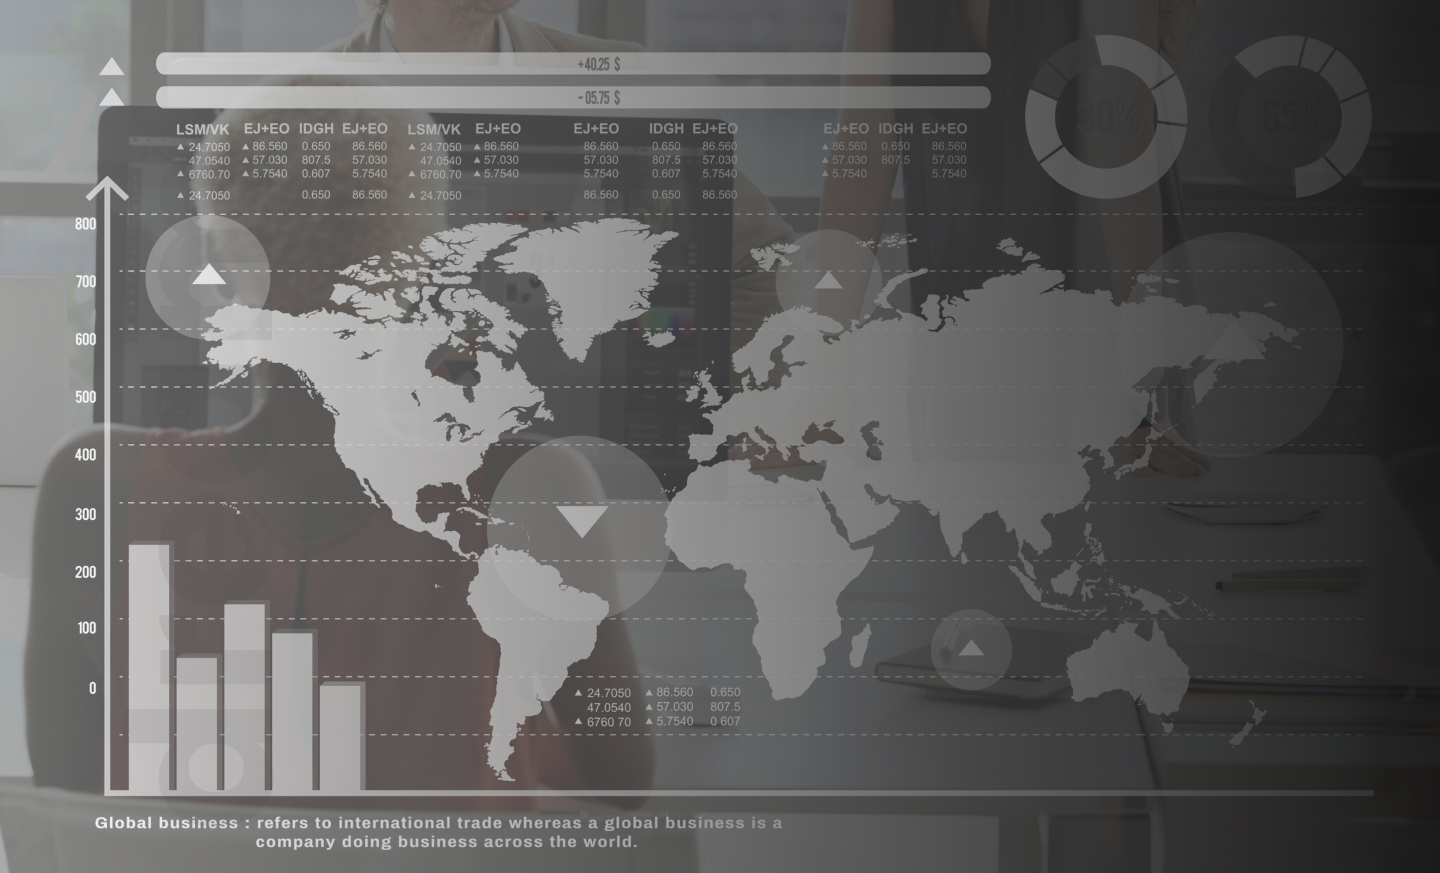 +40.25 $
- 05.75 $
LSM/VK EJ+EO IDGH EJ+EO LSM/VK EJ+EO EJ+EO IDGH EJ+EO EJ+EO IDGH EJ+EO
▲ 24.7050 ▲ 86.560 0.650 86.560 ▲ 24.7050 ▲ 86.560 86.560 0.650 86.560 ▲ 86.560 0.650 86.560
47.0540 ▲ 57.030 807.5 57.030 47.0540 ▲ 57.030 57.030 807.5 57.030 ▲ 57.030 807.5 57.030
▲ 6760.70 ▲ 5.7540 0.607 5.7540 ▲ 6760.70 ▲ 5.7540 5.7540 0.607 5.7540 ▲ 5.7540 5.7540
▲ 24.7050 0.650 86.560 ▲ 24.7050 86.560 0.650 86.560
65%
800
700
600
500
400
300
200
100
0
▲ 24.7050 ▲ 86.560 0.650
47.0540 ▲ 57.030 807.5
▲ 6760 70 ▲ 5.7540 0 607
Global business : refers to international trade whereas a global business is a
company doing business across the world.